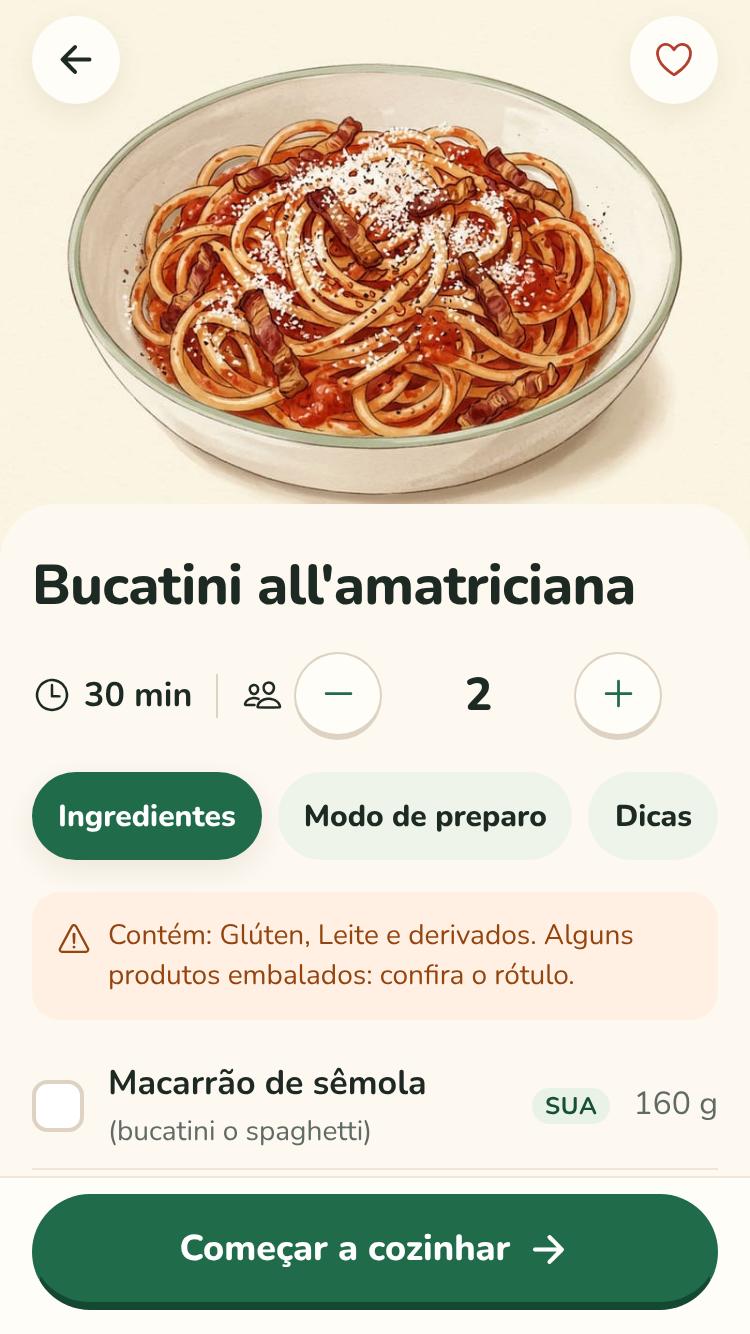 Bucatini all'amatriciana
30 min
2
Ingredientes
Modo de preparo
Dicas
Contém: Glúten, Leite e derivados. Alguns
produtos embalados: confira o rótulo.
Macarrão de sêmola
(bucatini o spaghetti)
SUA
160 g
Começar a cozinhar